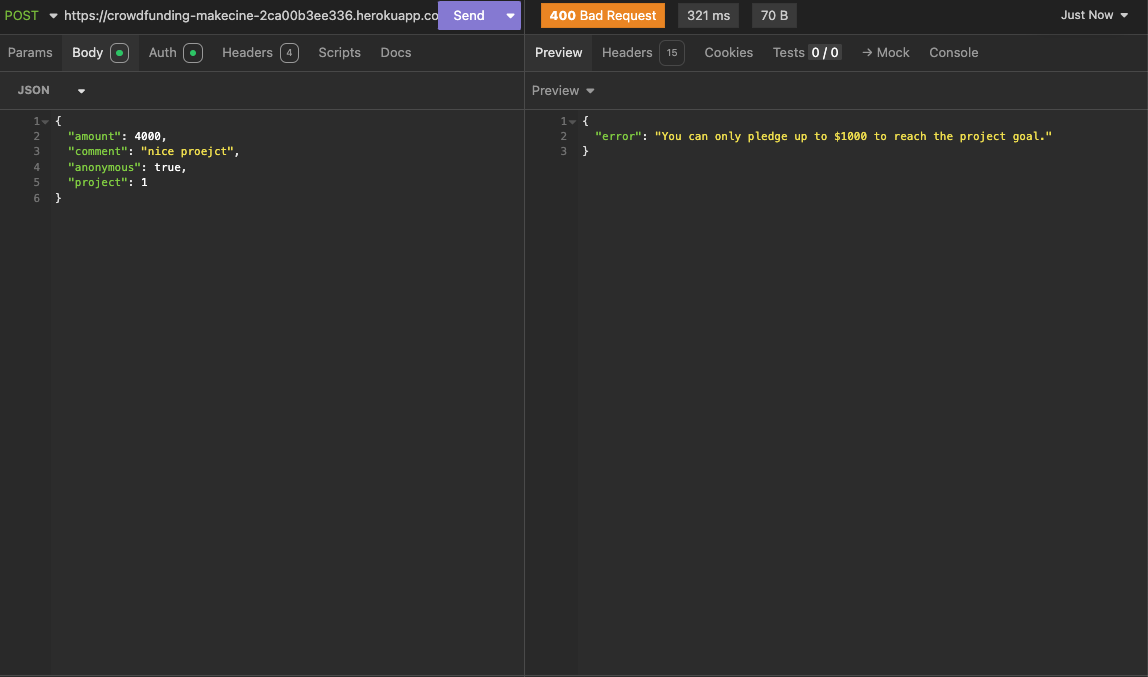 POST https://crowdfunding-makecine-2ca00b3ee336.herokuapp.co Send 400 Bad Request 321 ms 70 B Just Now
Params Body Auth Headers 4 Scripts Docs Preview Headers 15 Cookies Tests 0 / 0 → Mock Console
JSON Preview
1 {
2 "amount": 4000,
3 "comment": "nice proejct",
4 "anonymous": true,
5 "project": 1
6 }
1 {
2 "error": "You can only pledge up to $1000 to reach the project goal."
3 }